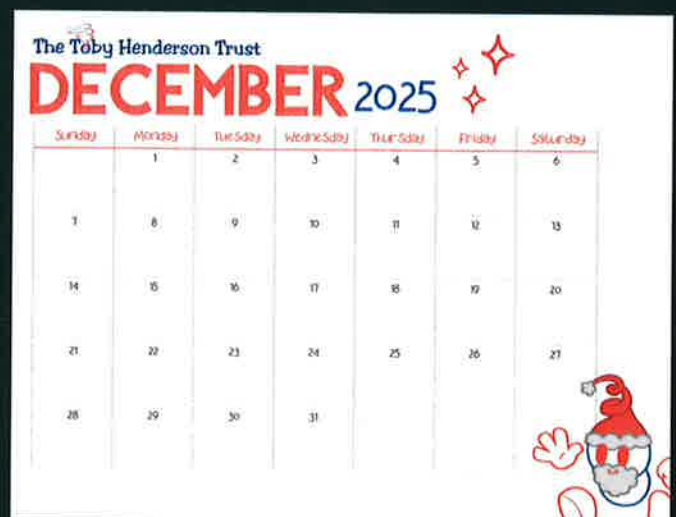 The Toby Henderson Trust
DECEMBER 2025
Sunday Monday Tuesday Wednesday Thursday Friday Saturday
1 2 3 4 5 6
7 8 9 10 11 12 13
14 15 16 17 18 19 20
21 22 23 24 25 26 27
28 29 30 31